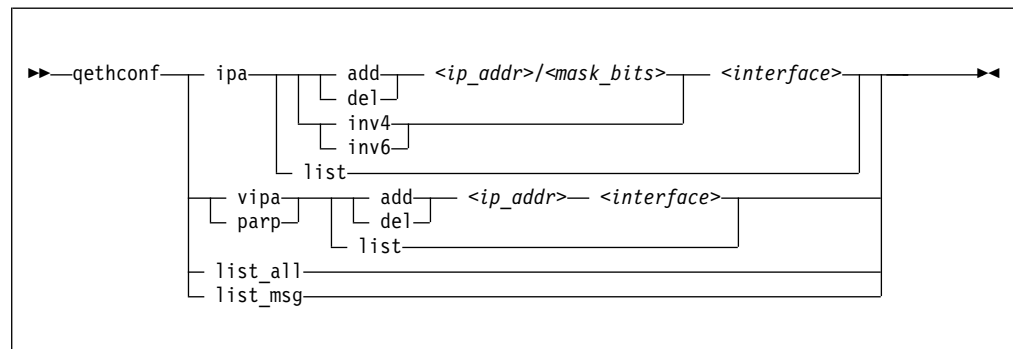 qethconf ipa add <ip_addr>/<mask_bits> <interface>
del
inv4
inv6
list
vipa add <ip_addr> <interface>
parp del
list
list_all
list_msg